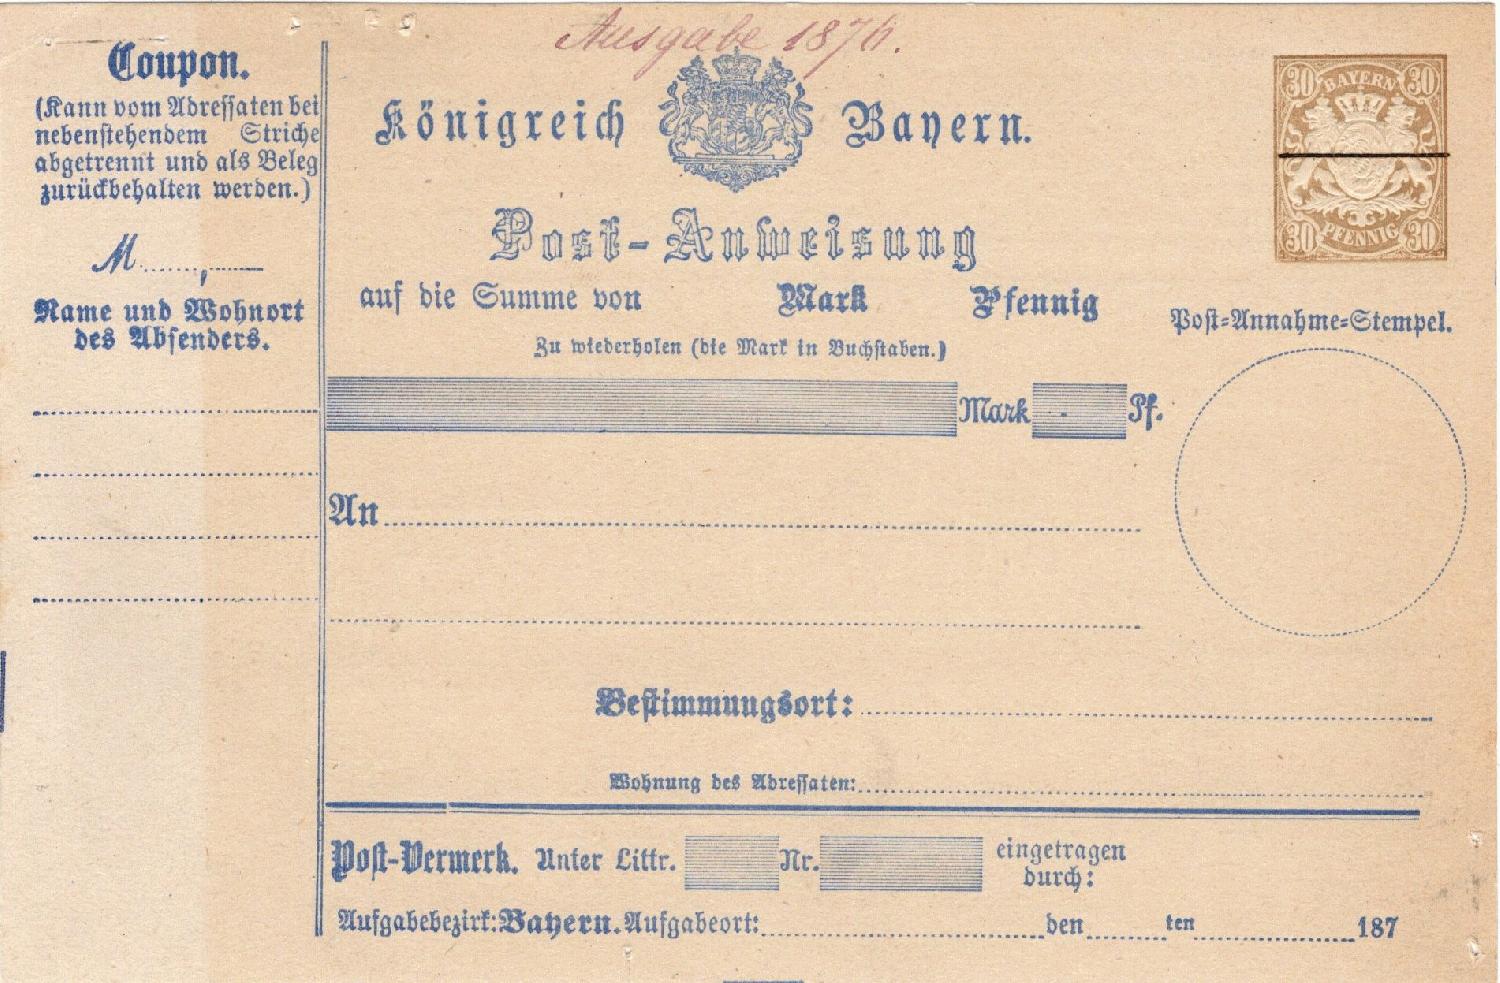 Ausgabe 1876.
Coupon.
(Kann vom Adressaten bei
nebenstehendem Striche
abgetrennt und als Beleg
zurückbehalten werden.)
M......,......
Name und Wohnort
des Absenders.
Königreich Bayern.
30 BAYERN 30
30 PFENNIG 30
Post-Anweisung
auf die Summe von Mark Pfennig
Post-Annahme-Stempel.
Zu wiederholen (die Mark in Buchstaben.)
Mark - Pf.
An
Bestimmungsort:
Wohnung des Adressaten:
Post-Vermerk. Unter Littr. Nr. eingetragen
durch:
Aufgabebezirk: Bayern. Aufgabeort: den ten 187